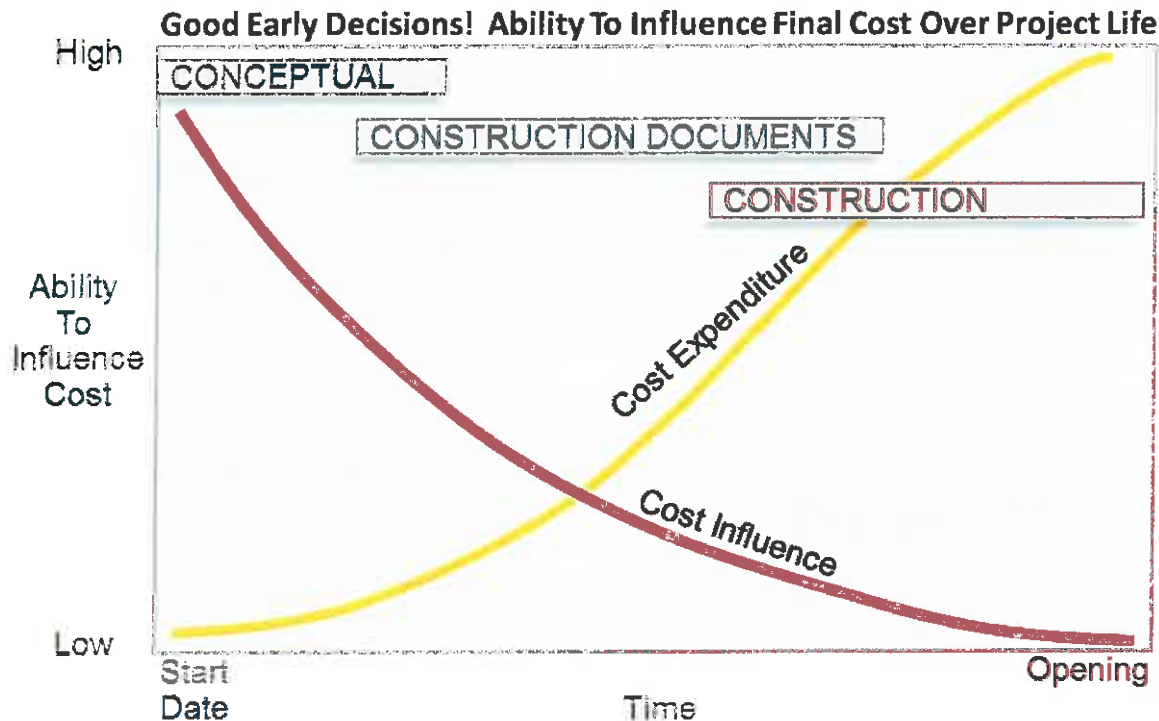 Good Early Decisions! Ability To Influence Final Cost Over Project Life
High
CONCEPTUAL
CONSTRUCTION DOCUMENTS
CONSTRUCTION
Ability
To
Influence
Cost
Cost Expenditure
Cost Influence
Low
Start
Date
Time
Opening